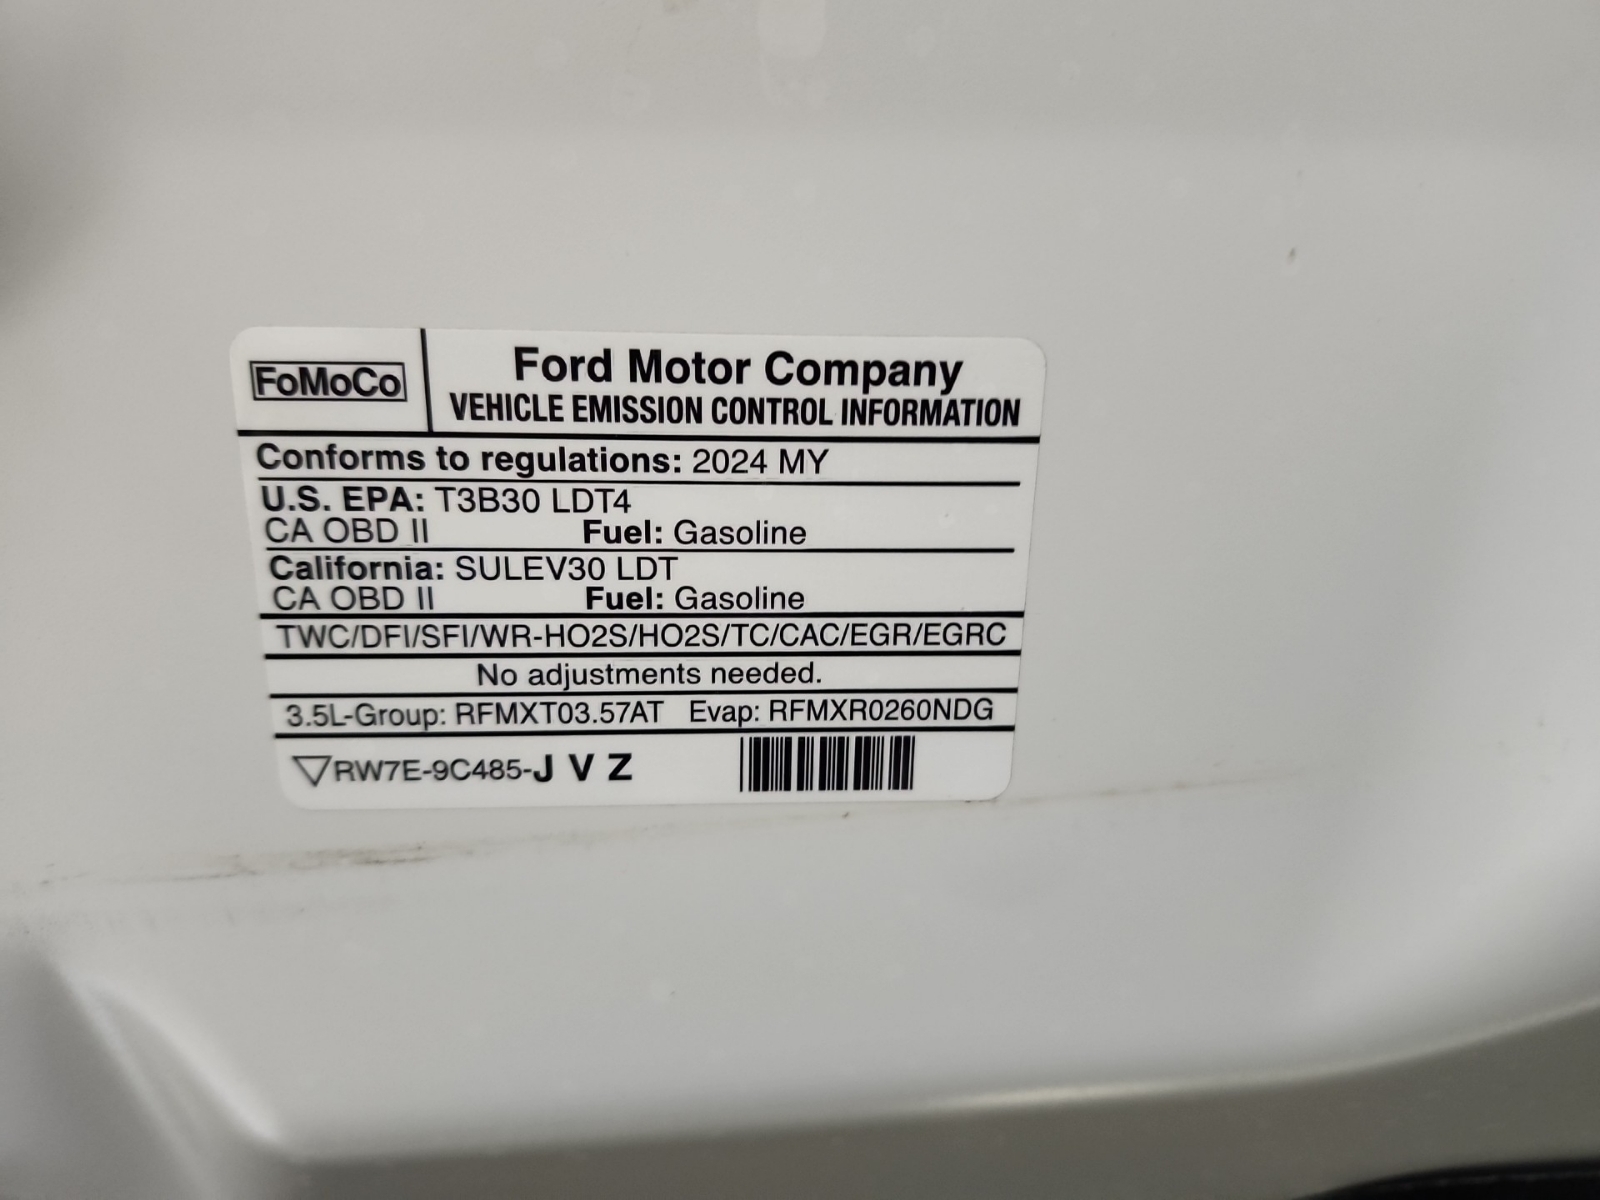 FoMoCo
Ford Motor Company
VEHICLE EMISSION CONTROL INFORMATION
Conforms to regulations: 2024 MY
U.S. EPA: T3B30 LDT4
CA OBD II Fuel: Gasoline
California: SULEV30 LDT
CA OBD II Fuel: Gasoline
TWC/DFI/SFI/WR-HO2S/HO2S/TC/CAC/EGR/EGRC
No adjustments needed.
3.5L-Group: RFMXT03.57AT Evap: RFMXR0260NDG
RW7E-9C485-J V Z